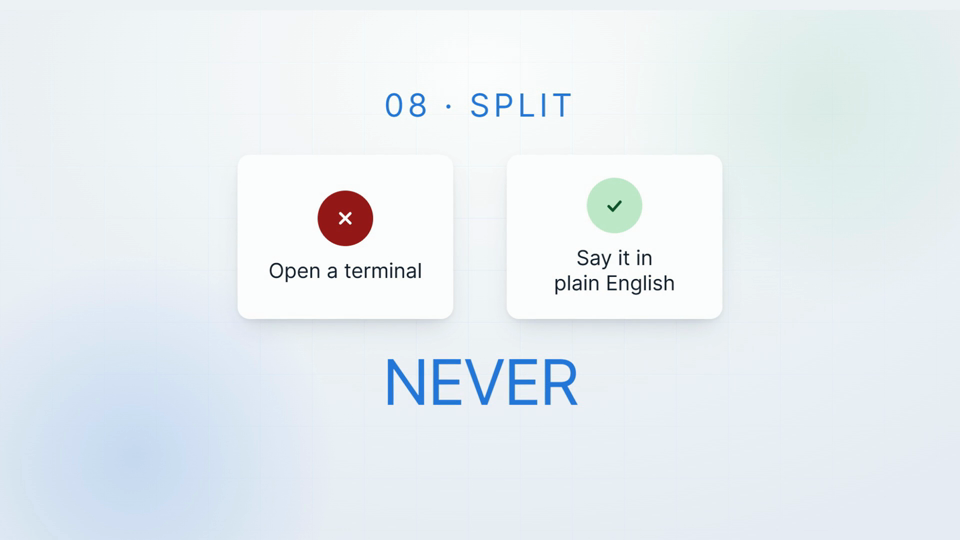 08 · SPLIT
Open a terminal
Say it in
plain English
NEVER